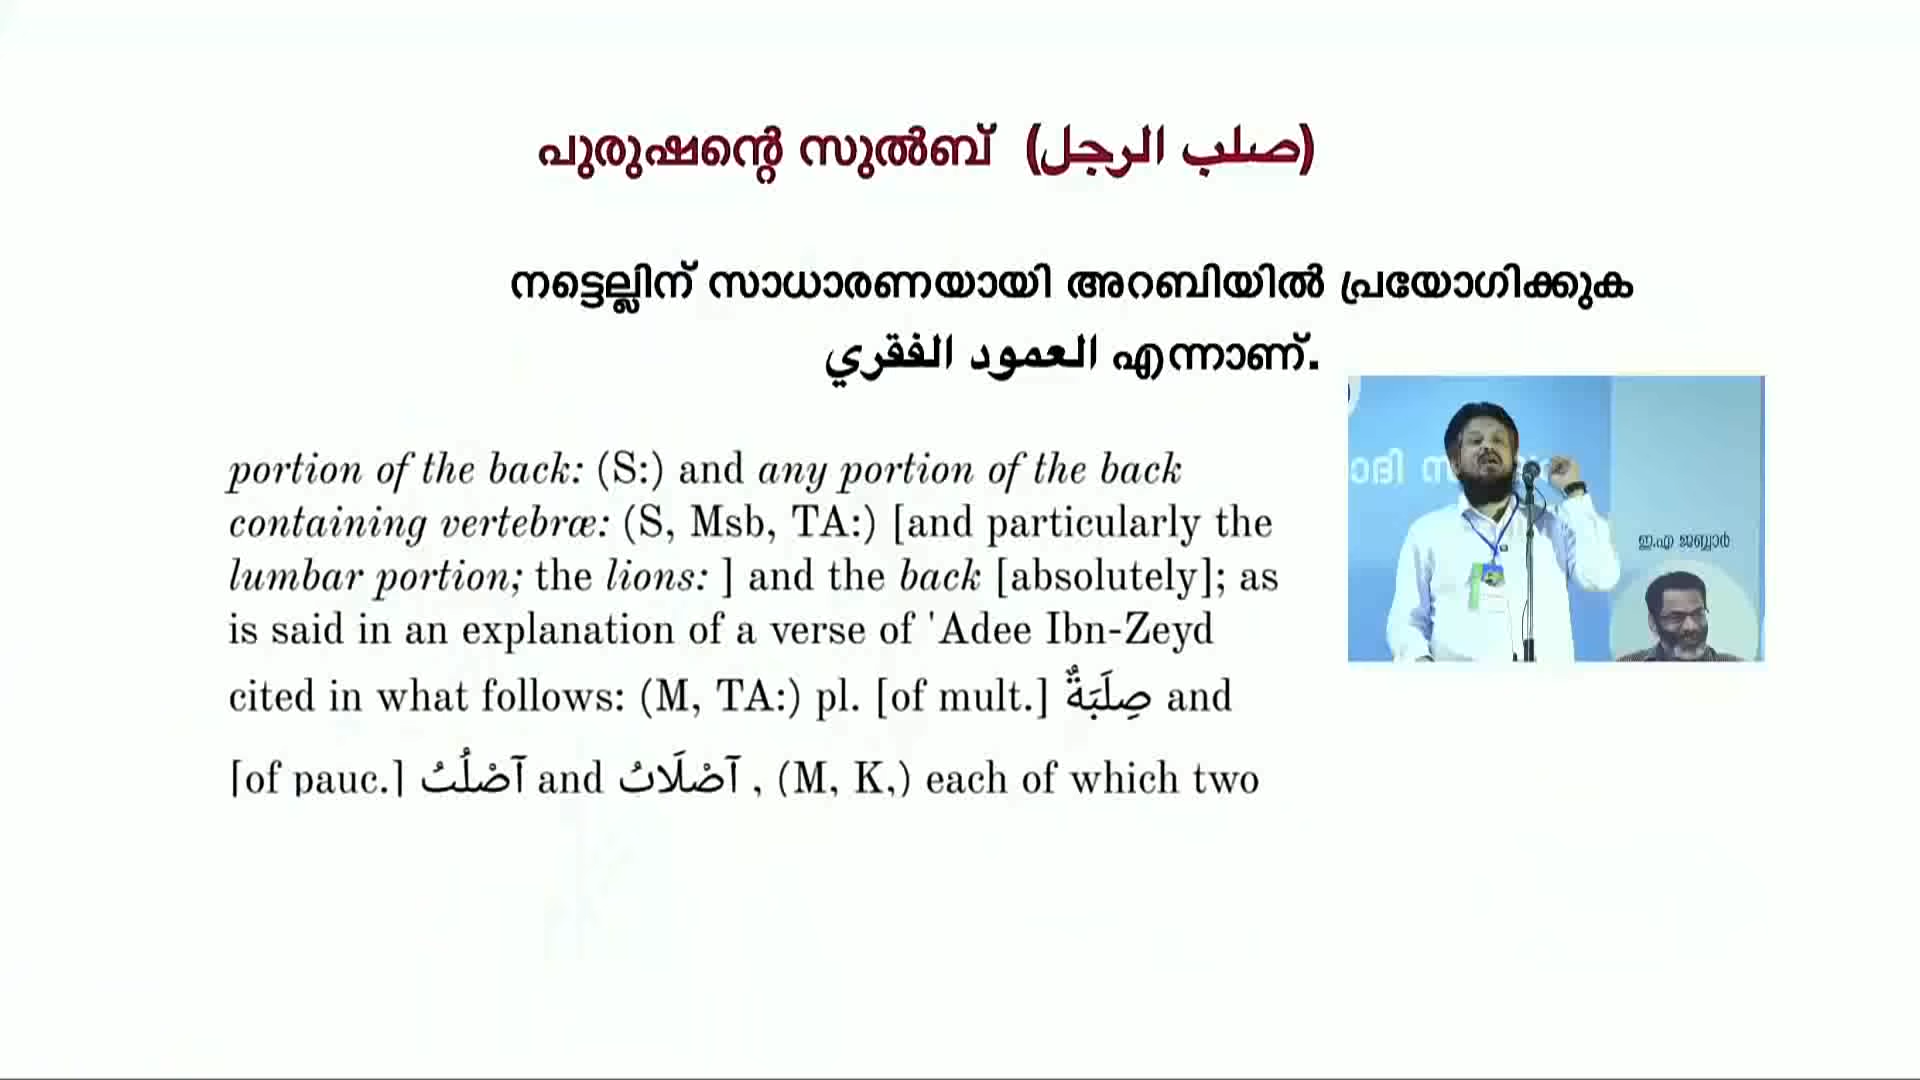 പുരുഷന്റെ സുൽബ് (صلب الرجل)
നട്ടെല്ലിന് സാധാരണയായി അറബിയിൽ പ്രയോഗിക്കുക
العمود الفقري എന്നാണ്.
portion of the back: (S:) and any portion of the back
containing vertebræ: (S, Msb, TA:) [and particularly the
lumbar portion; the lions: ] and the back [absolutely]; as
is said in an explanation of a verse of 'Adee Ibn-Zeyd
cited in what follows: (M, TA:) pl. [of mult.] صِلَبَةٌ and
[of pauc.] آصْلُبُ and آصْلَابُ , (M, K,) each of which two
ഇ.എ ജബ്ബാർ